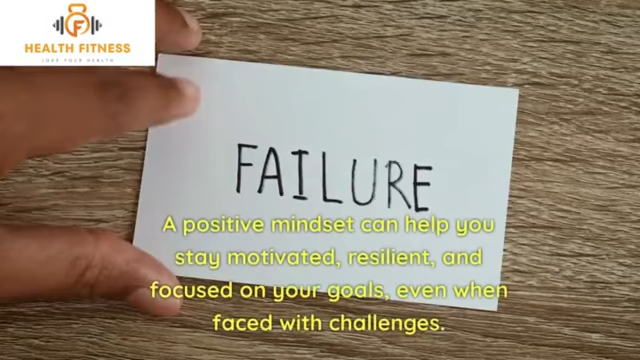 HEALTH FITNESS
LOVE YOUR HEALTH
FAILURE
A positive mindset can help you
stay motivated, resilient, and
focused on your goals, even when
faced with challenges.